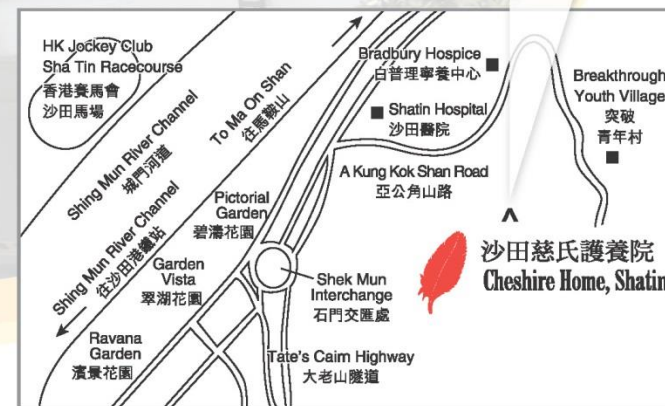 HK Jockey Club
Sha Tin Racecourse
香港賽馬會
沙田馬場
Shing Mun River Channel
城門河道
To Ma On Shan
往馬鞍山
Bradbury Hospice
白普理寧養中心
Shatin Hospital
沙田醫院
Breakthrough
Youth Village
突破
青年村
A Kung Kok Shan Road
亞公角山路
Shing Mun River Channel
往沙田港鐵站
Pictorial
Garden
碧濤花園
Garden
Vista
翠湖花園
Shek Mun
Interchange
石門交匯處
沙田慈氏護養院
Cheshire Home, Shatin
Ravana
Garden
濱景花園
Tate's Cairn Highway
大老山隧道